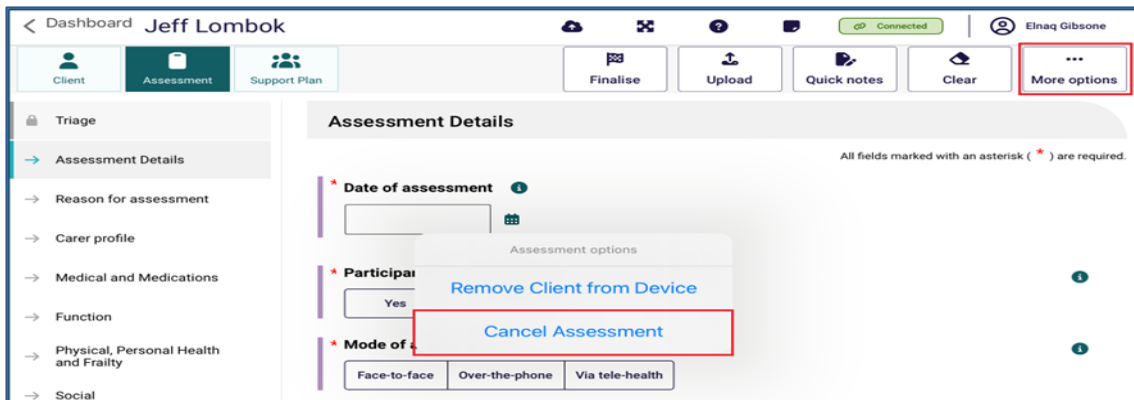 Dashboard Jeff Lombok
Connected
Elnaq Gibsone
Client
Assessment
Support Plan
Finalise
Upload
Quick notes
Clear
More options
Triage
Assessment Details
Reason for assessment
Carer profile
Medical and Medications
Function
Physical, Personal Health
and Frailty
Social
Assessment Details
All fields marked with an asterisk ( * ) are required.
* Date of assessment
Assessment options
Remove Client from Device
Cancel Assessment
* Participa
Yes
* Mode of
Face-to-face Over-the-phone Via tele-health